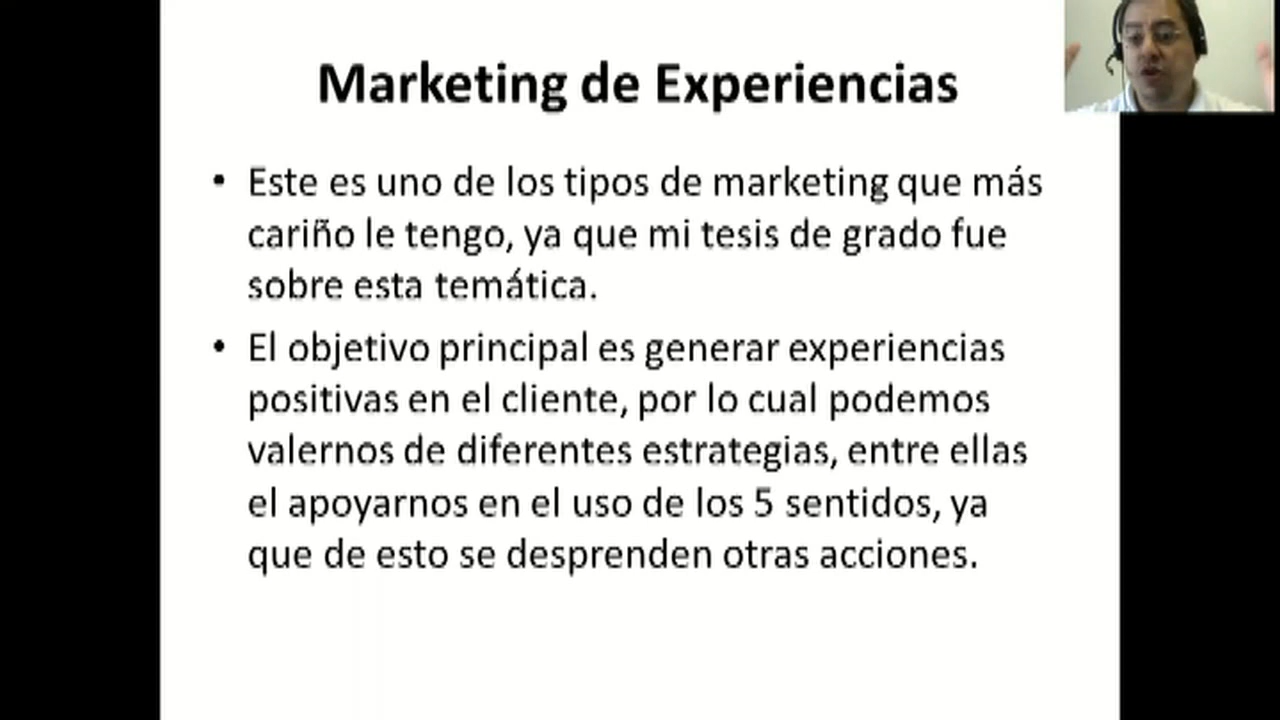 Marketing de Experiencias
• Este es uno de los tipos de marketing que más
cariño le tengo, ya que mi tesis de grado fue
sobre esta temática.
• El objetivo principal es generar experiencias
positivas en el cliente, por lo cual podemos
valernos de diferentes estrategias, entre ellas
el apoyarnos en el uso de los 5 sentidos, ya
que de esto se desprenden otras acciones.